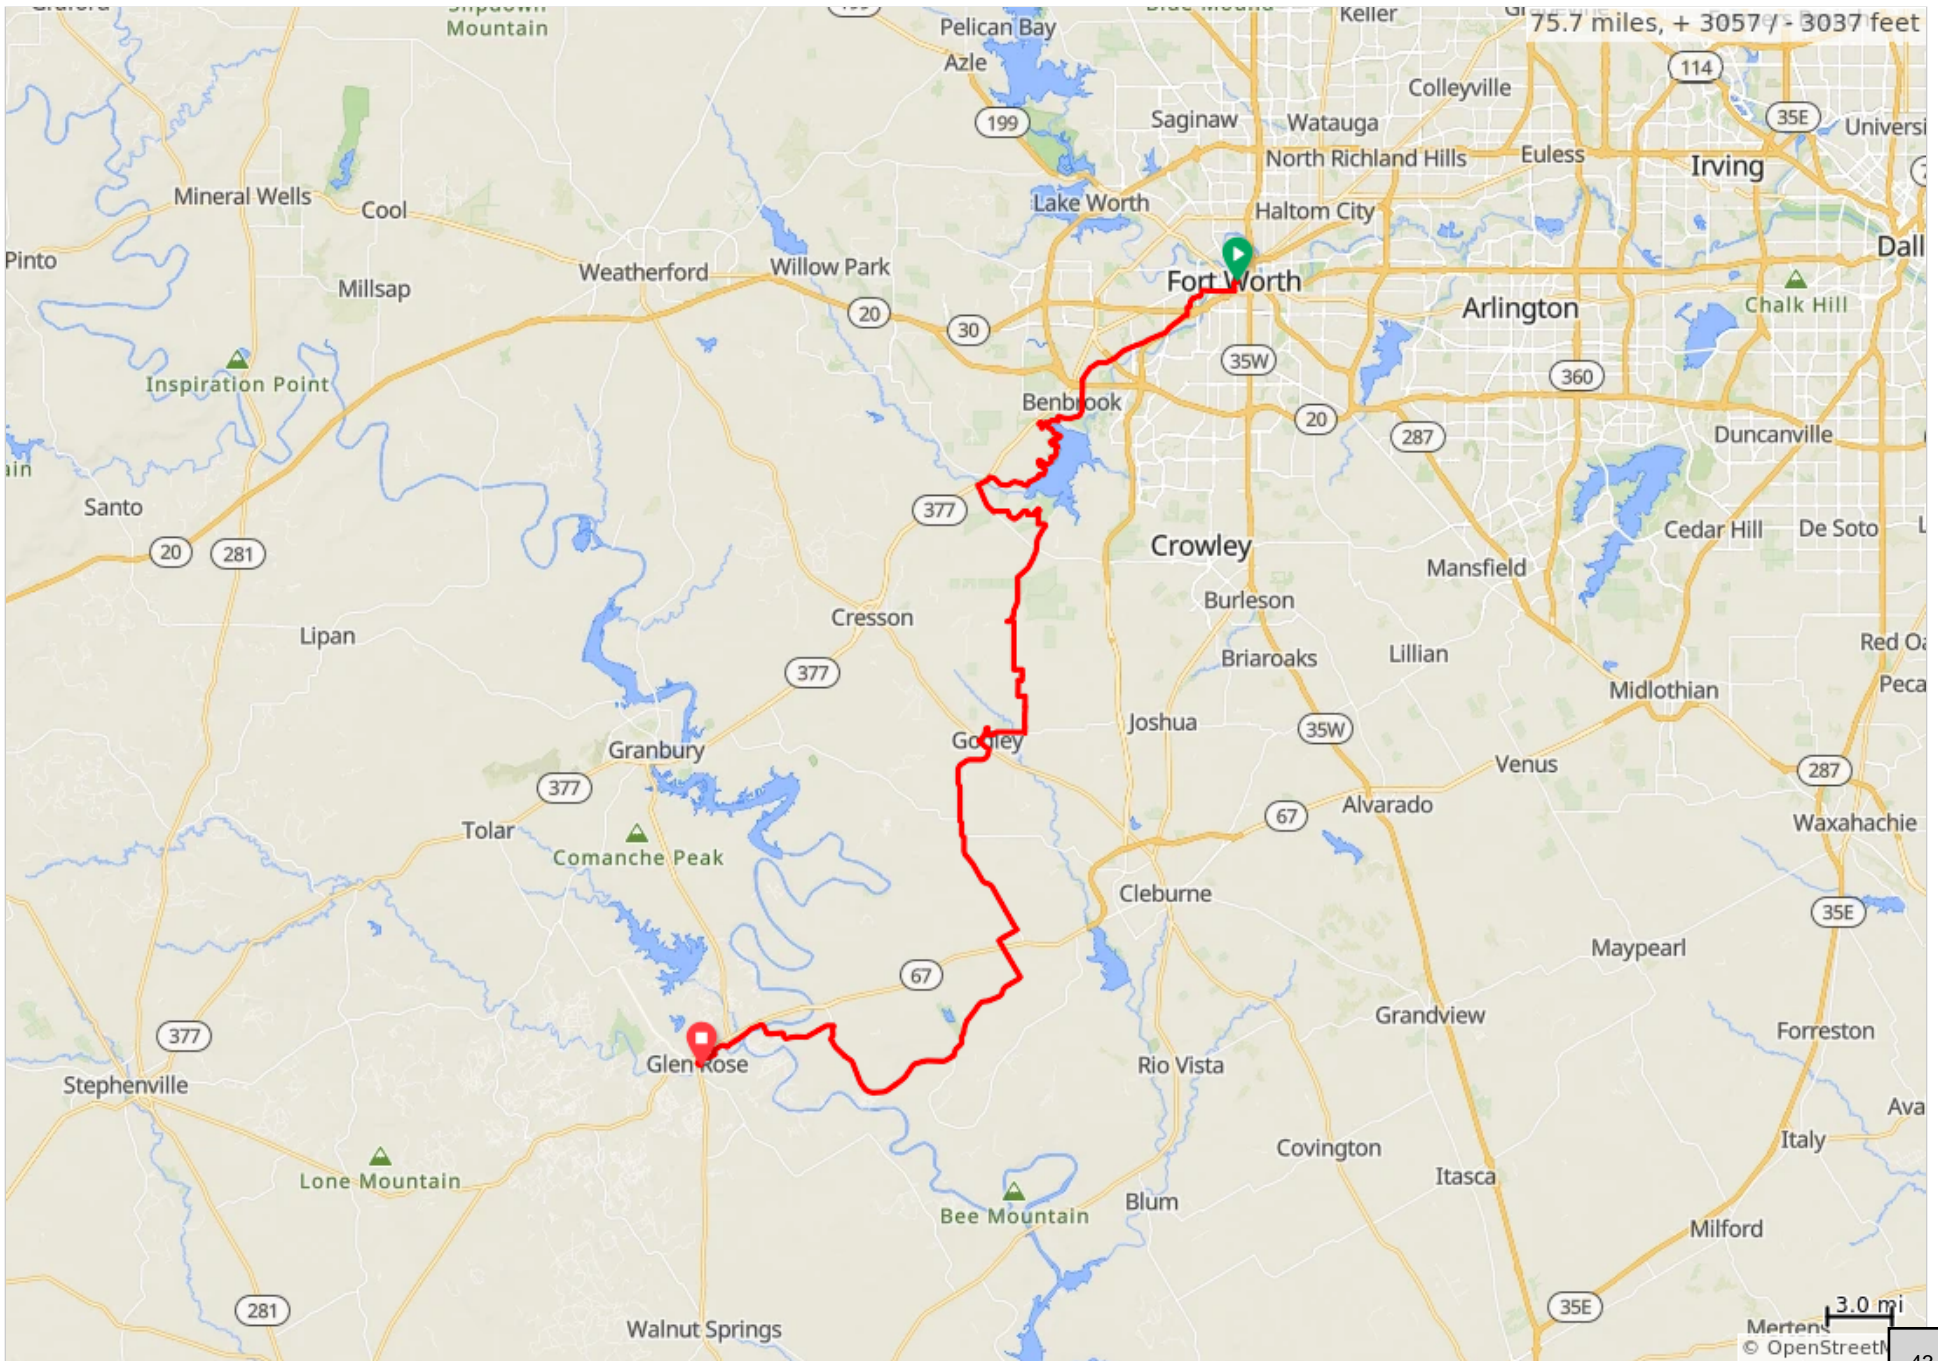 Mountain
Pelican Bay
Keller
75.7 miles, + 3057 / - 3037 feet
Azle
114
Colleyville
199
Saginaw
Watauga
35E
Universi
North Richland Hills
Euless
Irving
Mineral Wells
Cool
Lake Worth
Haltom City
Dall
Pinto
Weatherford
Willow Park
Fort Worth
Millsap
Arlington
Chalk Hill
20
30
35W
360
Inspiration Point
Benbrook
20
287
Duncanville
ain
Santo
377
Cedar Hill
De Soto
20
281
Crowley
Mansfield
Burleson
Cresson
Lipan
Red Oa
Briaroaks
Lillian
377
Midlothian
Peca
Joshua
35W
Granbury
Godley
Venus
287
377
Alvarado
67
Tolar
Waxahachie
Comanche Peak
Cleburne
35E
Maypearl
67
Grandview
377
Forreston
Glen Rose
Rio Vista
Stephenville
Ava
Italy
Covington
Lone Mountain
Itasca
Bee Mountain
Blum
Milford
281
35E
3.0 mi
Walnut Springs
Mertens
© OpenStreetM